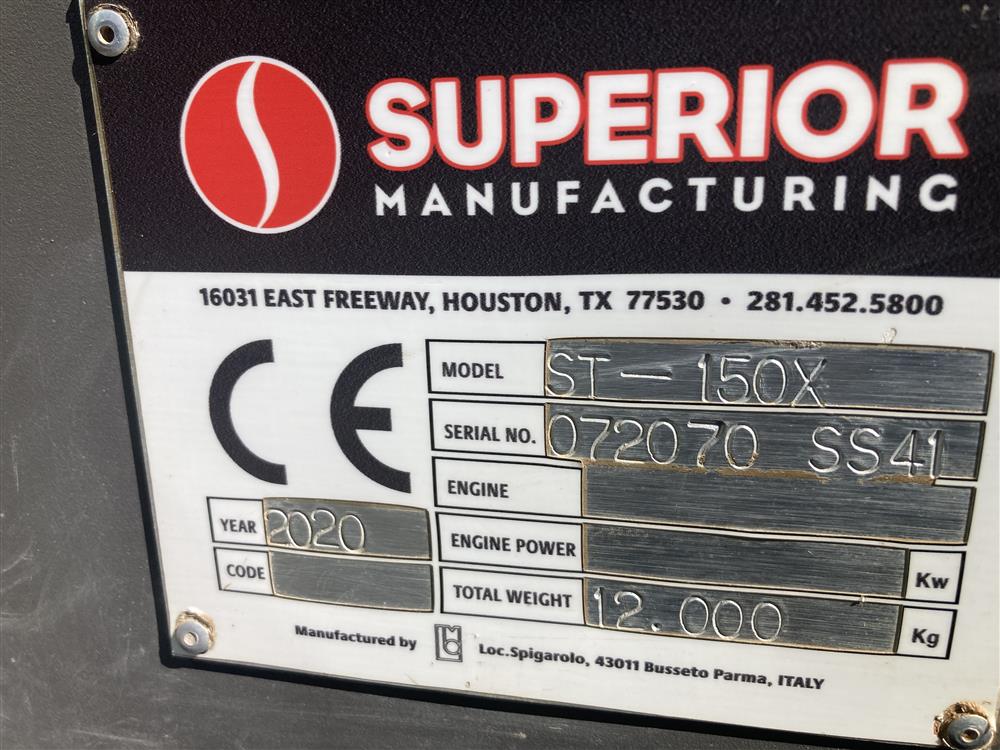 SUPERIOR
MANUFACTURING
16031 EAST FREEWAY, HOUSTON, TX 77530 • 281.452.5800
CE
MODEL ST-150X
SERIAL NO. 072070 SS41
ENGINE
YEAR 2020
ENGINE POWER Kw
CODE
TOTAL WEIGHT 12.000 Kg
Manufactured by Loc.Spigarolo, 43011 Busseto Parma, ITALY